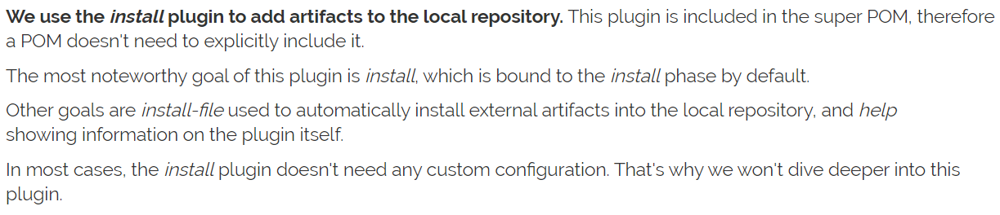 We use the install plugin to add artifacts to the local repository. This plugin is included in the super POM, therefore
a POM doesn't need to explicitly include it.
The most noteworthy goal of this plugin is install, which is bound to the install phase by default.
Other goals are install-file used to automatically install external artifacts into the local repository, and help
showing information on the plugin itself.
In most cases, the install plugin doesn't need any custom configuration. That's why we won't dive deeper into this
plugin.